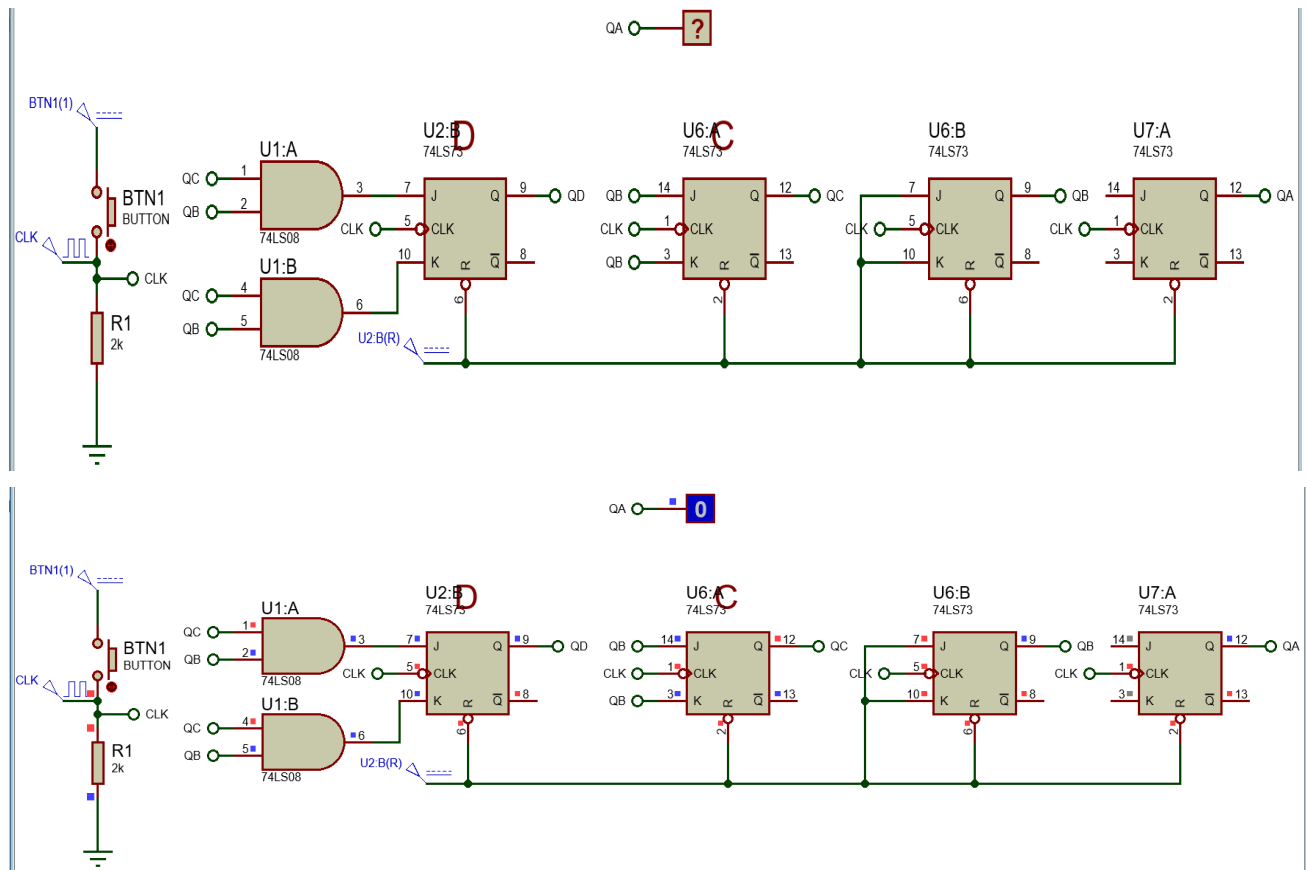 QA ?
BTN1(1)
U2:B D
74LS73
U6:A C
74LS73
U6:B
74LS73
U7:A
74LS73
U1:A
QC 1
QB 2
3
74LS08
7 J Q 9 QD
CLK 5 CLK
10 K R Q 8
6
QB 14 J Q 12 QC
CLK 1 CLK
QB 3 K R Q 13
2
7 J Q 9 QB
CLK 5 CLK
10 K R Q 8
6
14 J Q 12 QA
CLK 1 CLK
3 K R Q 13
2
BTN1
BUTTON
CLK
CLK
U1:B
QC 4
QB 5
6
74LS08
R1
2k
U2:B(R)
QA 0
BTN1(1)
U2:B D
74LS73
U6:A C
74LS73
U6:B
74LS73
U7:A
74LS73
U1:A
QC 1
QB 2
3
74LS08
7 J Q 9 QD
CLK 5 CLK
10 K R Q 8
6
QB 14 J Q 12 QC
CLK 1 CLK
QB 3 K R Q 13
2
7 J Q 9 QB
CLK 5 CLK
10 K R Q 8
6
14 J Q 12 QA
CLK 1 CLK
3 K R Q 13
2
BTN1
BUTTON
CLK
CLK
U1:B
QC 4
QB 5
6
74LS08
R1
2k
U2:B(R)